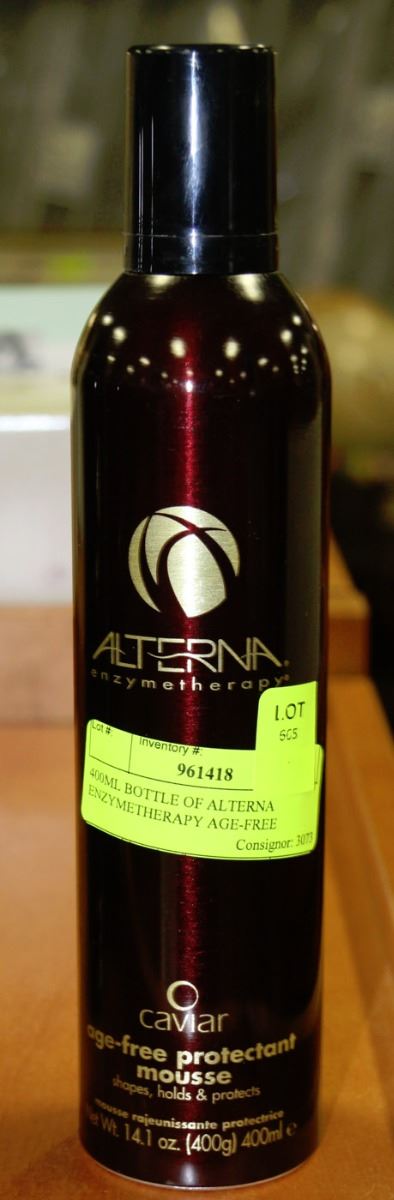 ALTERNA®
enzymetherapy®
LOT
605
Lot #:
Inventory #:
961418
400ML BOTTLE OF ALTERNA
ENZYMETHERAPY AGE-FREE
Consignor: 3073
caviar
age-free protectant
mousse
shapes, holds & protects
mousse rajeunissante protectrice
Net Wt. 14.1 oz. (400g) 400ml e